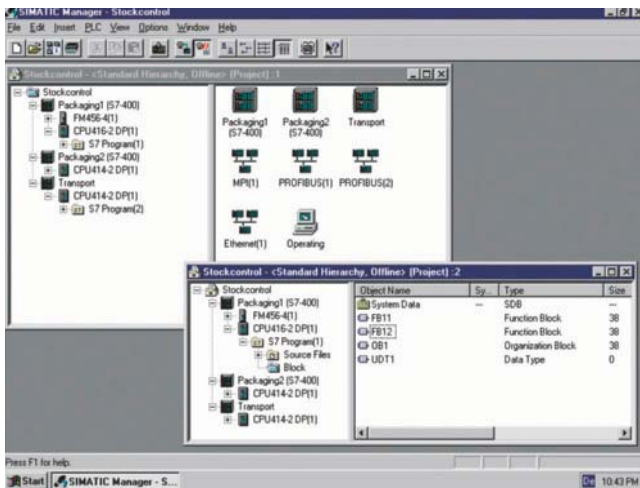 SIMATIC Manager - Stockcontrol
File Edit Insert PLC View Options Window Help
Stockcontrol - <Standard Hierarchy, Offline> (Project) :1
Stockcontrol
Packaging1 (S7-400)
FM456-4(1)
CPU416-2 DP(1)
S7 Program(1)
Packaging2 (S7-400)
CPU414-2 DP(1)
Transport
CPU414-2 DP(1)
S7 Program(2)
Packaging1 (S7-400)
Packaging2 (S7-400)
Transport
MPI(1) PROFIBUS(1) PROFIBUS(2)
Ethernet(1) Operating
Stockcontrol - <Standard Hierarchy, Offline> (Project) :2
Stockcontrol
Packaging1 (S7-400)
FM456-4(1)
CPU416-2 DP(1)
S7 Program(1)
Source Files
Block
Packaging2 (S7-400)
CPU414-2 DP(1)
Transport
CPU414-2 DP(1)
Object Name Sy... Type Size
System Data --- SDB ---
FB11 Function Block 38
FB12 Function Block 38
OB1 Organization Block 38
UDT1 Data Type 0
Press F1 for help.
Start SIMATIC Manager - S... De 10:43 PM